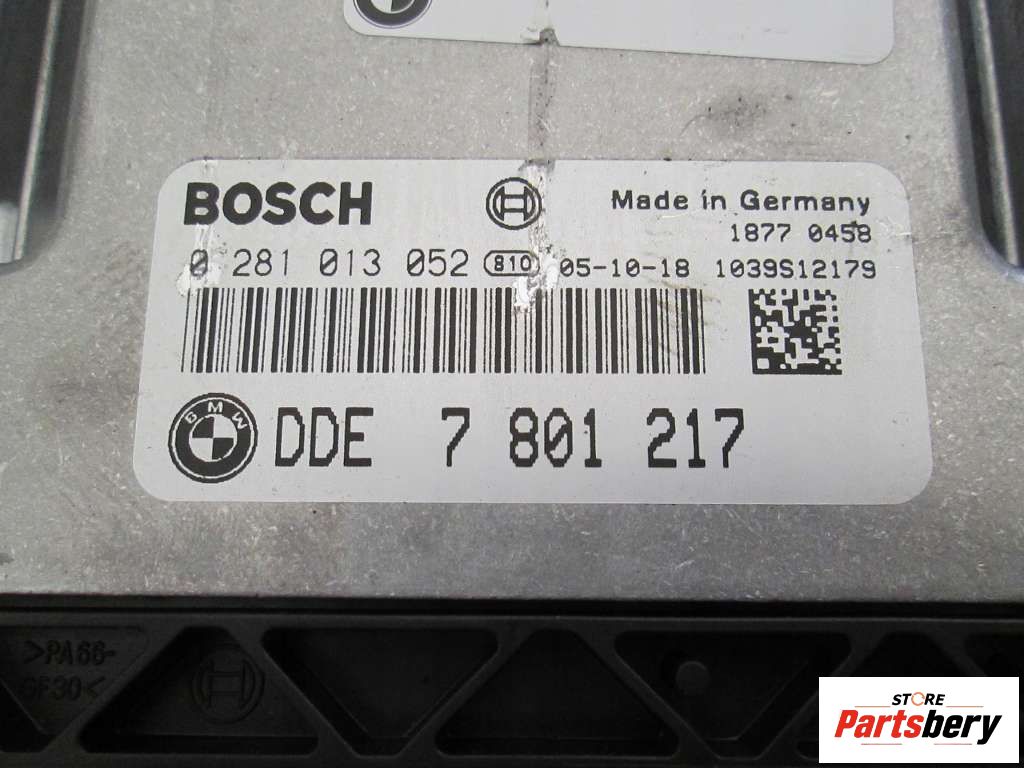 BOSCH
Made in Germany
1877 0458
0 281 013 052 810 05-10-18 1039S12179
BMW DDE 7 801 217
>PA66-
GF30<
STORE
Partsbery